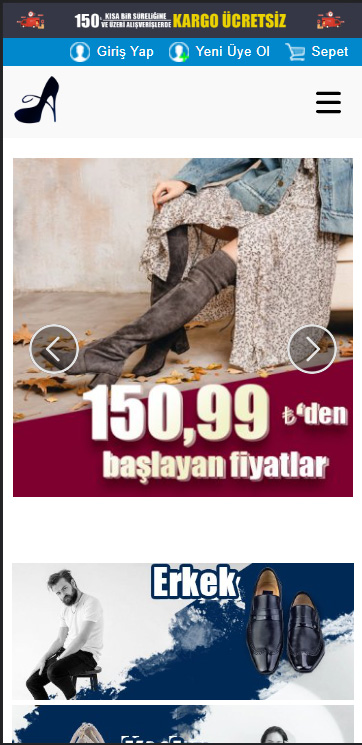 150 KISA BİR SÜRELİĞİNE
VE ÜZERİ ALIŞVERİŞLERDE KARGO ÜCRETSİZ
Giriş Yap Yeni Üye Ol Sepet
150,99 ₺'den
başlayan fiyatlar
Erkek